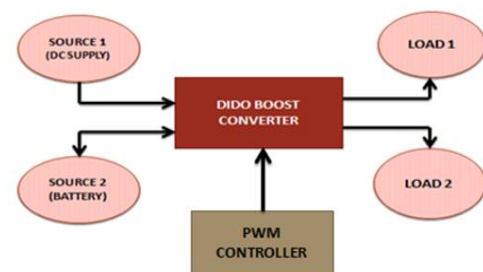 SOURCE 1
(DC SUPPLY)
LOAD 1
DIDO BOOST
CONVERTER
SOURCE 2
(BATTERY)
LOAD 2
PWM
CONTROLLER